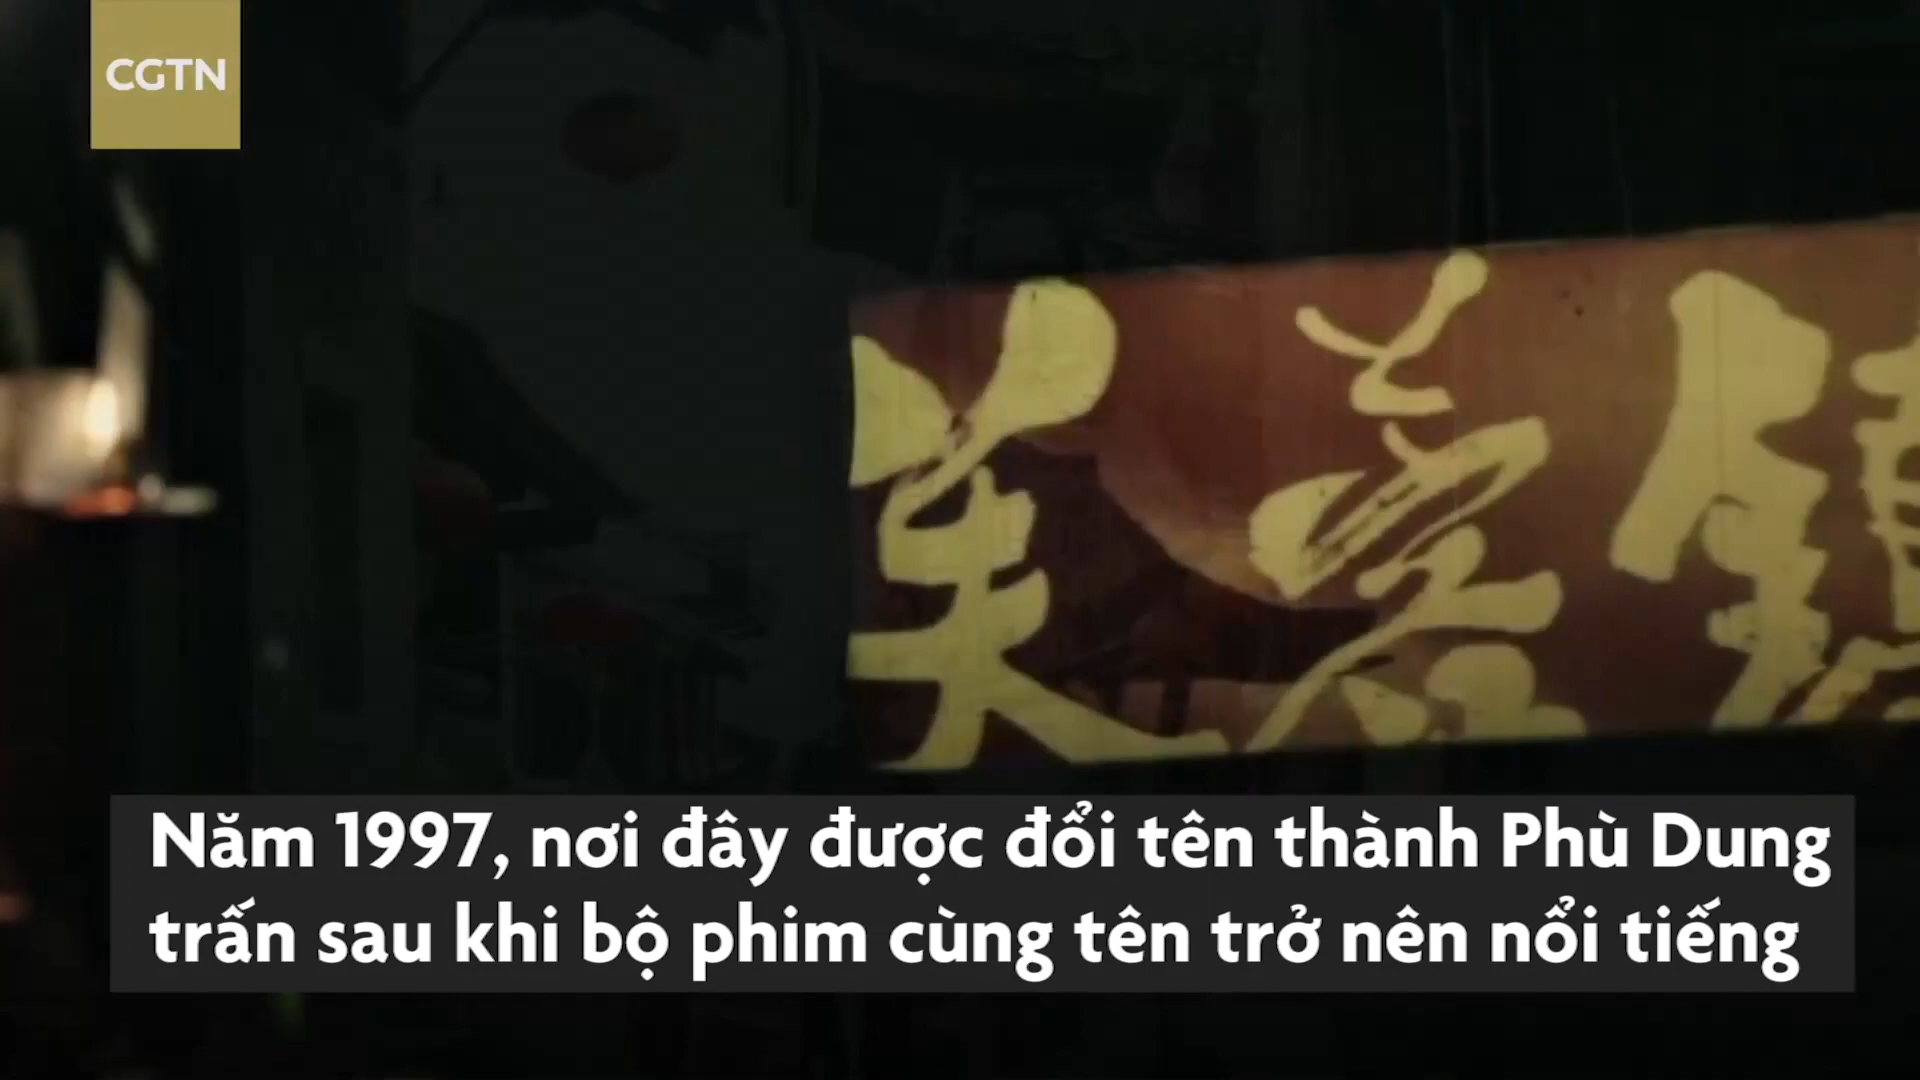 CGTN
芙蓉镇
Năm 1997, nơi đây được đổi tên thành Phù Dung
trấn sau khi bộ phim cùng tên trở nên nổi tiếng